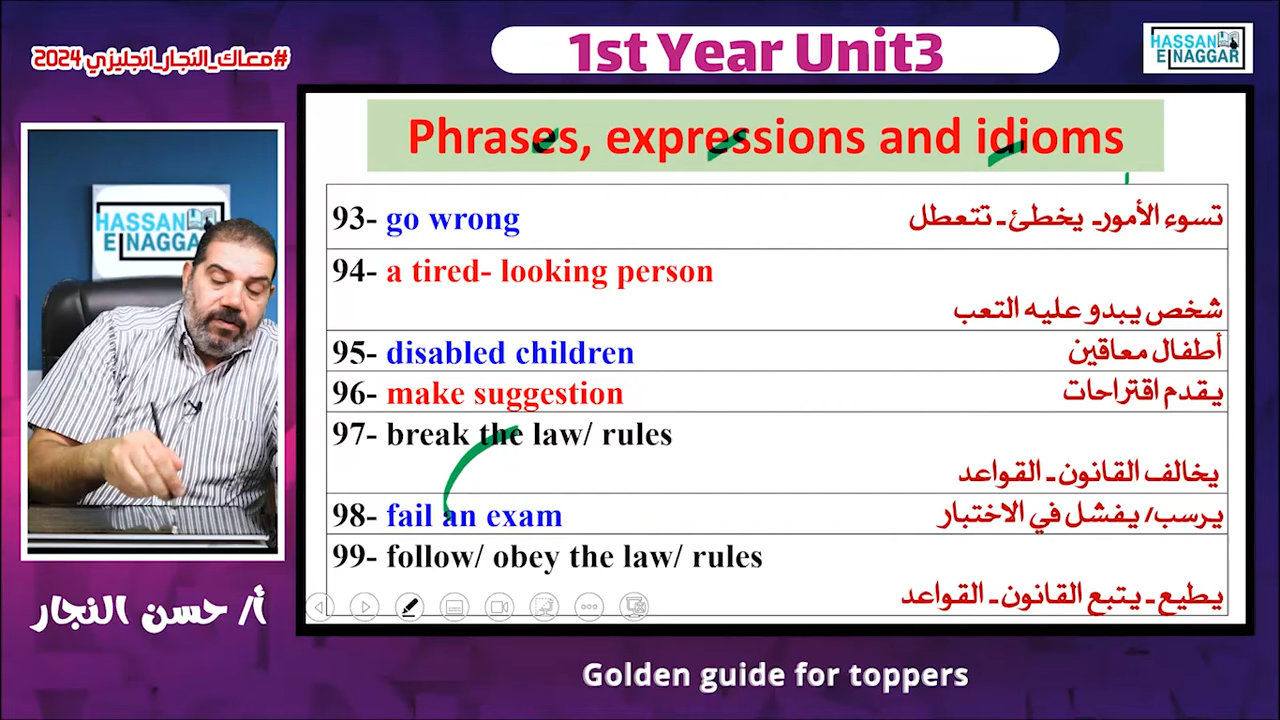 #معاك_النجار_انجليزي 2024
1st Year Unit3
HASSAN
ELNAGGAR
Phrases, expressions and idioms
93- go wrong تسوء الأمور- يخطئ- تتعطل
94- a tired- looking person
شخص يبدو عليه التعب
95- disabled children أطفال معاقين
96- make suggestion يقدم اقتراحات
97- break the law/ rules
يخالف القانون- القواعد
98- fail an exam يرسب/ يفشل في الاختبار
99- follow/ obey the law/ rules
يطيع- يتبع القانون- القواعد
HASSAN
ELNAGGAR
أ/ حسن النجار
Golden guide for toppers